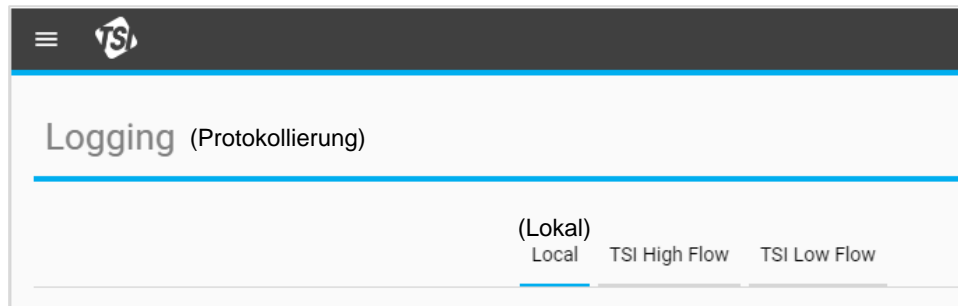 TSI
Logging (Protokollierung)
(Lokal)
Local TSI High Flow TSI Low Flow